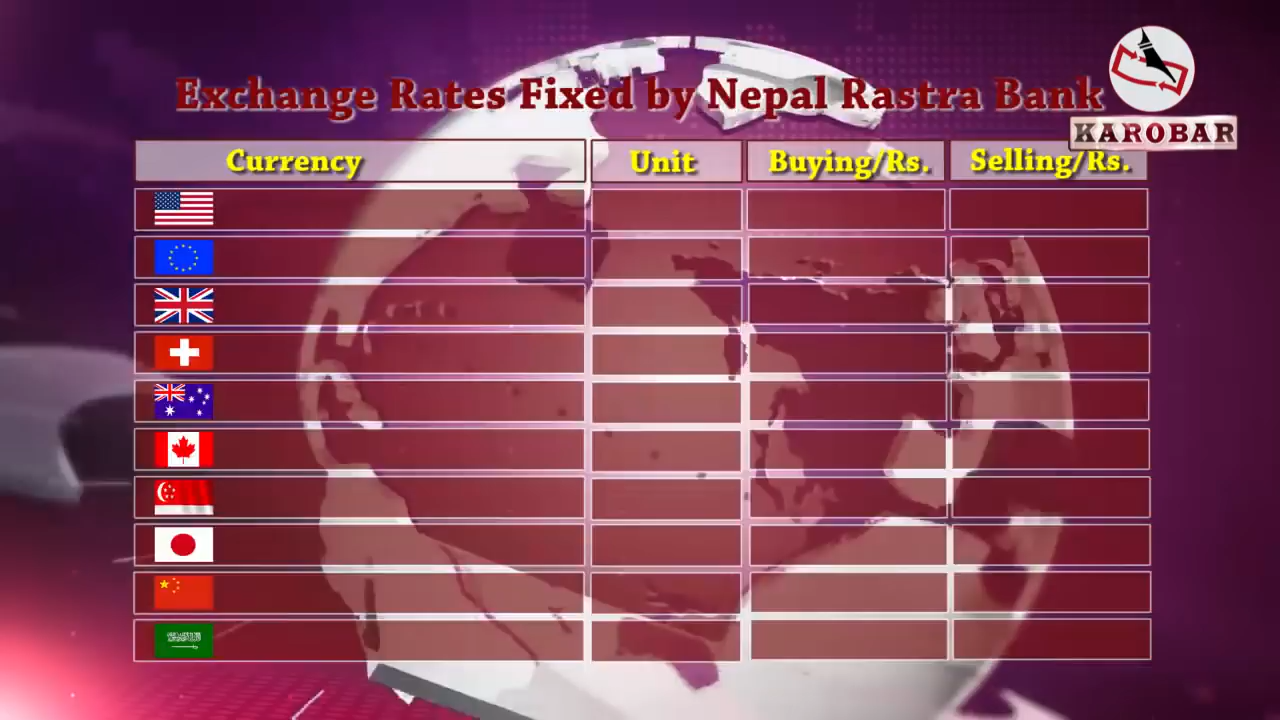 Exchange Rates Fixed by Nepal Rastra Bank
KAROBAR
Currency Unit Buying/Rs. Selling/Rs.